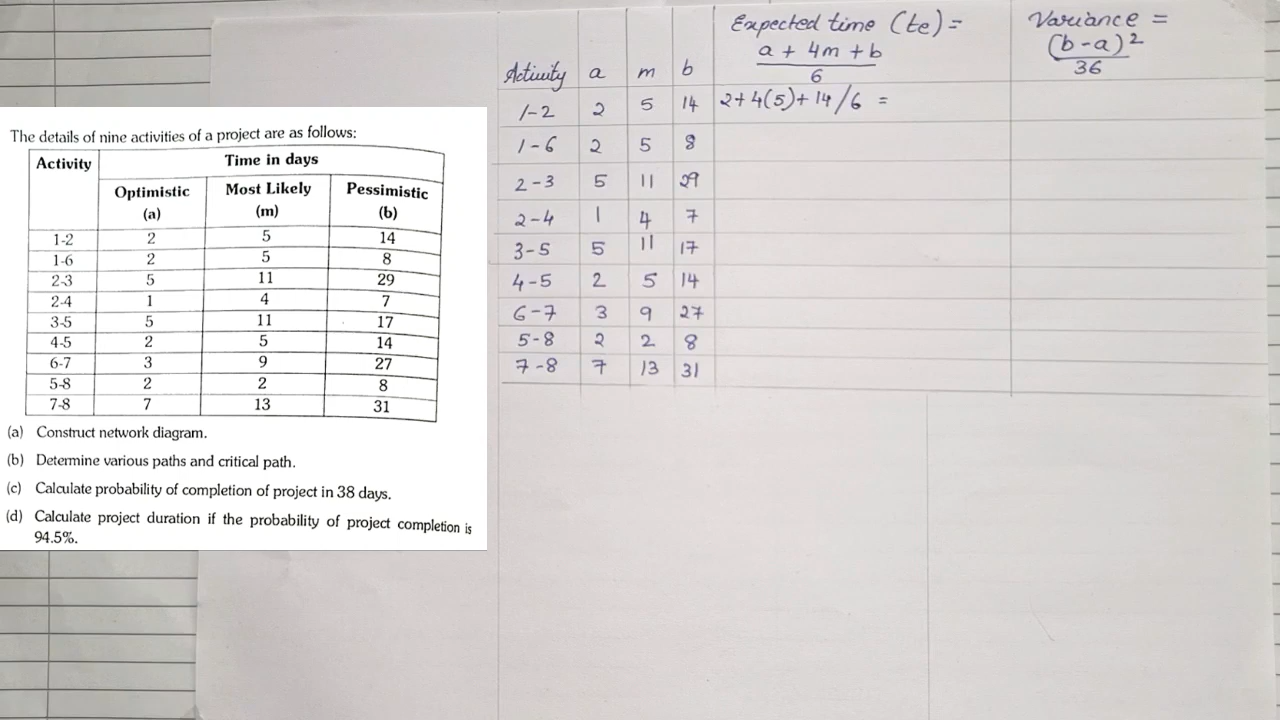 The details of nine activities of a project are as follows:
Activity Time in days
Optimistic (a) Most Likely (m) Pessimistic (b)
1-2 2 5 14
1-6 2 5 8
2-3 5 11 29
2-4 1 4 7
3-5 5 11 17
4-5 2 5 14
6-7 3 9 27
5-8 2 2 8
7-8 7 13 31
(a) Construct network diagram.
(b) Determine various paths and critical path.
(c) Calculate probability of completion of project in 38 days.
(d) Calculate project duration if the probability of project completion is
94.5%.
Activity a m b Expected time (te) = a + 4m + b / 6 Variance = (b-a)² / 36
1-2 2 5 14 2+4(5)+14/6 =
1-6 2 5 8
2-3 5 11 29
2-4 1 4 7
3-5 5 11 17
4-5 2 5 14
6-7 3 9 27
5-8 2 2 8
7-8 7 13 31